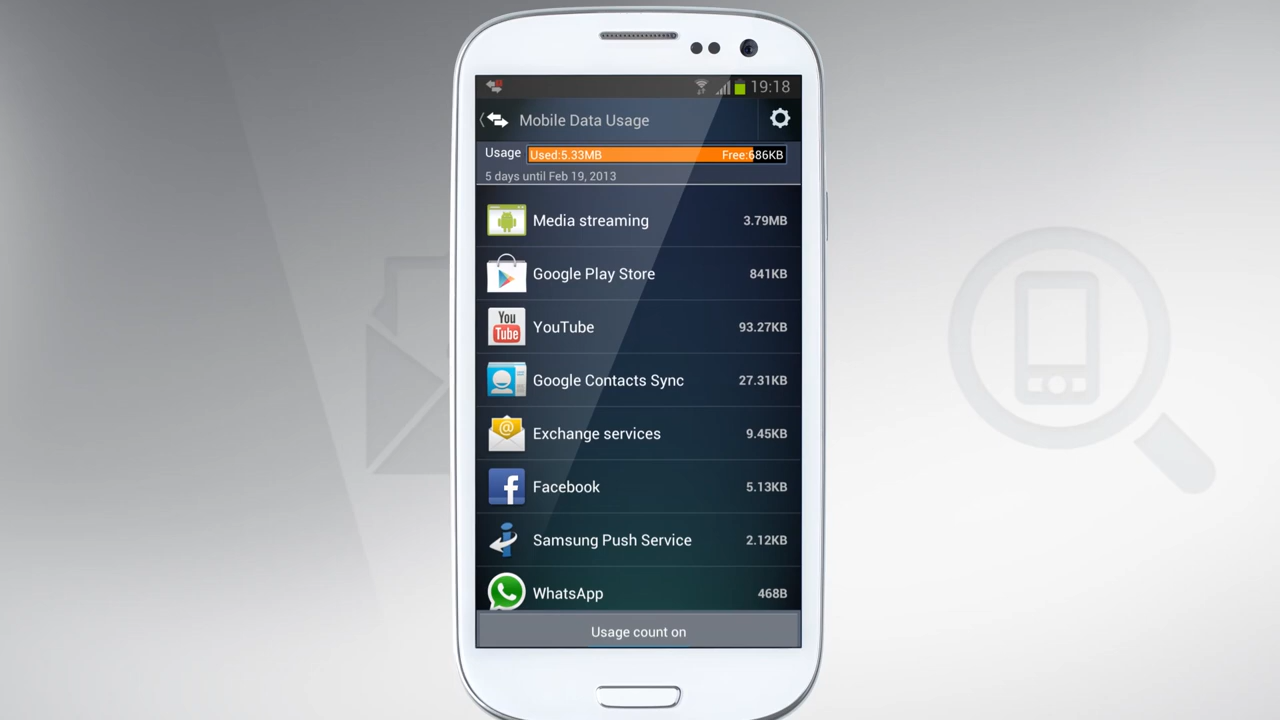 19:18
Mobile Data Usage
Usage Used:5.33MB Free:686KB
5 days until Feb 19, 2013
Media streaming 3.79MB
Google Play Store 841KB
You Tube YouTube 93.27KB
Google Contacts Sync 27.31KB
@ Exchange services 9.45KB
f Facebook 5.13KB
Samsung Push Service 2.12KB
WhatsApp 468B
Usage count on